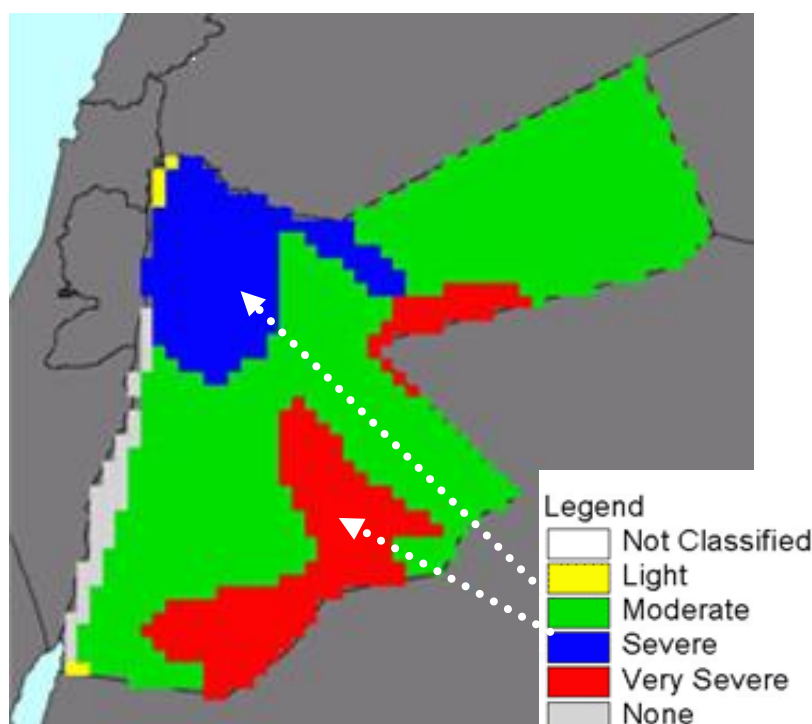 Legend
Not Classified
Light
Moderate
Severe
Very Severe
None